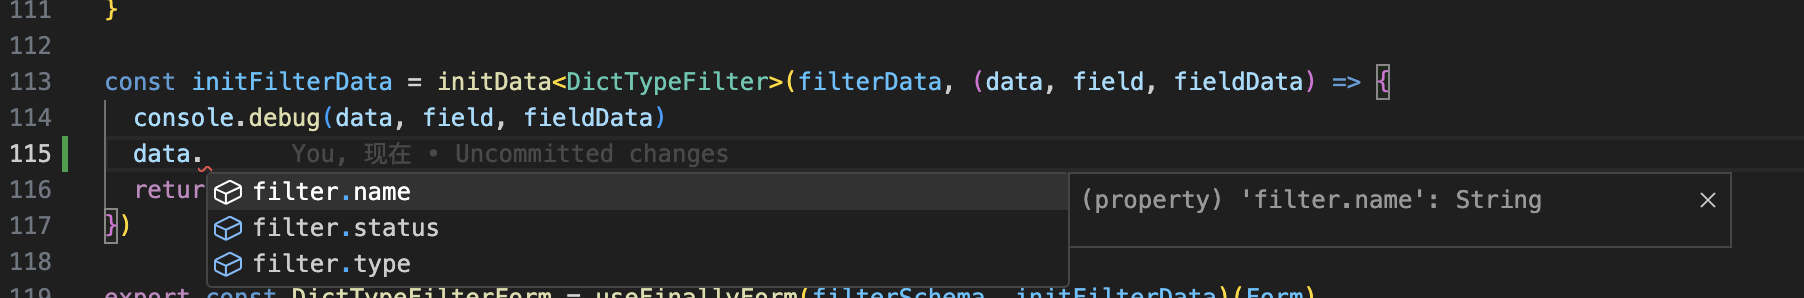 111 }
112
113 const initFilterData = initData<DictTypeFilter>(filterData, (data, field, fieldData) => {
114 console.debug(data, field, fieldData)
115 data. You, 现在 • Uncommitted changes
116 retur
filter.name
(property) 'filter.name': String
filter.status
117 })
filter.type
118
119 export const DictTypeFilterForm = useFinallyForm(filterSchema, initFilterData)(Form)